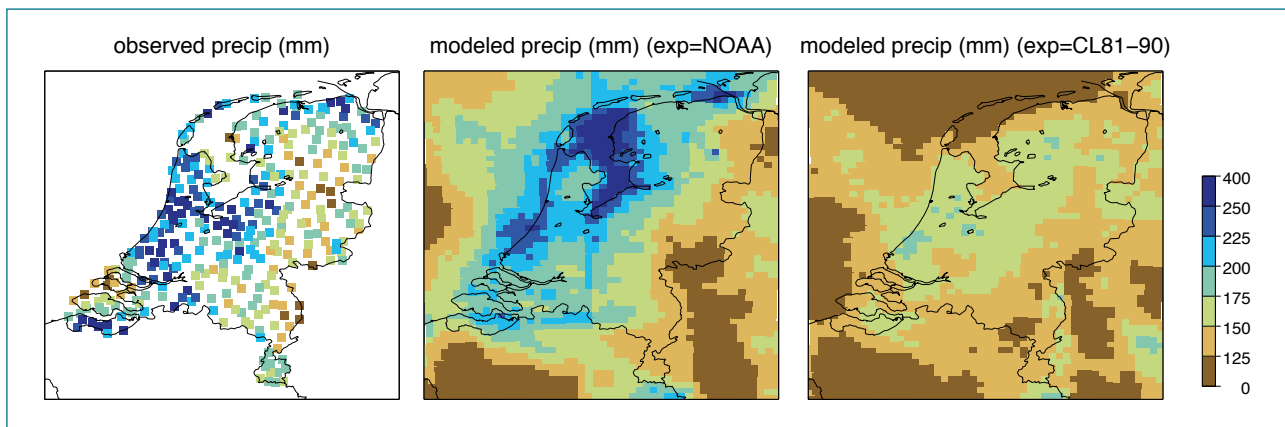 observed precip (mm)
modeled precip (mm) (exp=NOAA)
modeled precip (mm) (exp=CL81−90)
400
250
225
200
175
150
125
0